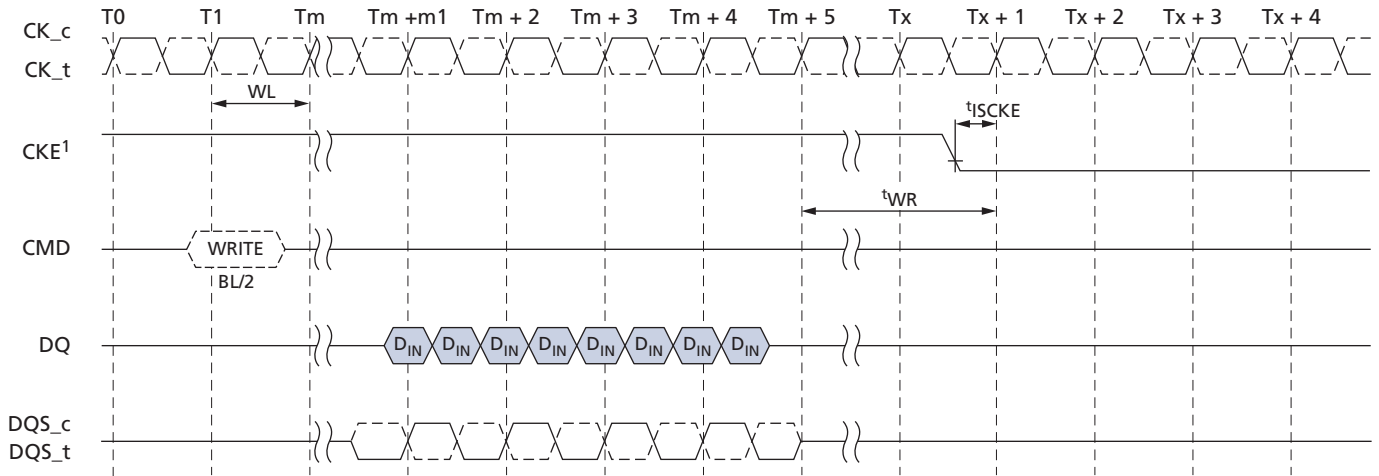 T0 T1 Tm Tm +m1 Tm + 2 Tm + 3 Tm + 4 Tm + 5 Tx Tx + 1 Tx + 2 Tx + 3 Tx + 4
CK_c
CK_t
WL
tISCKE
CKE1
tWR
CMD
WRITE
BL/2
DQ
DIN DIN DIN DIN DIN DIN DIN DIN
DQS_c
DQS_t